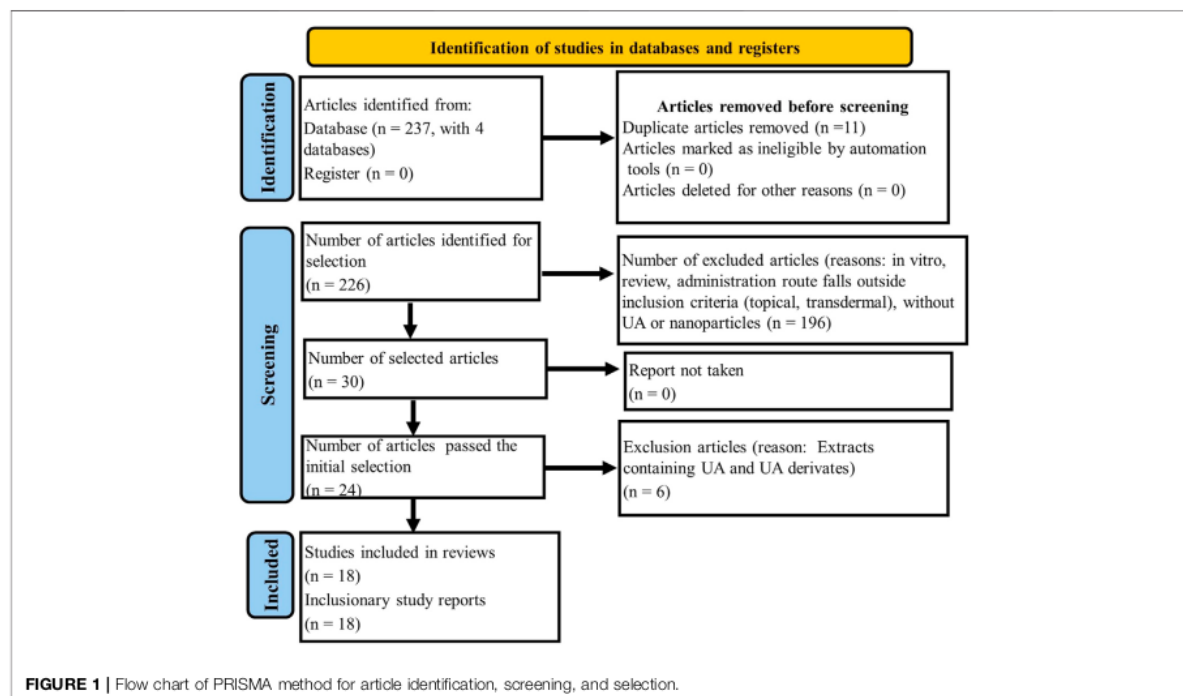 Identification of studies in databases and registers
Identification
Articles identified from:
Database (n = 237, with 4
databases)
Register (n = 0)
Articles removed before screening
Duplicate articles removed (n =11)
Articles marked as ineligible by automation
tools (n = 0)
Articles deleted for other reasons (n = 0)
Screening
Number of articles identified for
selection
(n = 226)
Number of excluded articles (reasons: in vitro,
review, administration route falls outside
inclusion criteria (topical, transdermal), without
UA or nanoparticles (n = 196)
Number of selected articles
(n = 30)
Report not taken
(n = 0)
Number of articles passed the
initial selection
(n = 24)
Exclusion articles (reason: Extracts
containing UA and UA derivates)
(n = 6)
Included
Studies included in reviews
(n = 18)
Inclusionary study reports
(n = 18)
FIGURE 1 | Flow chart of PRISMA method for article identification, screening, and selection.